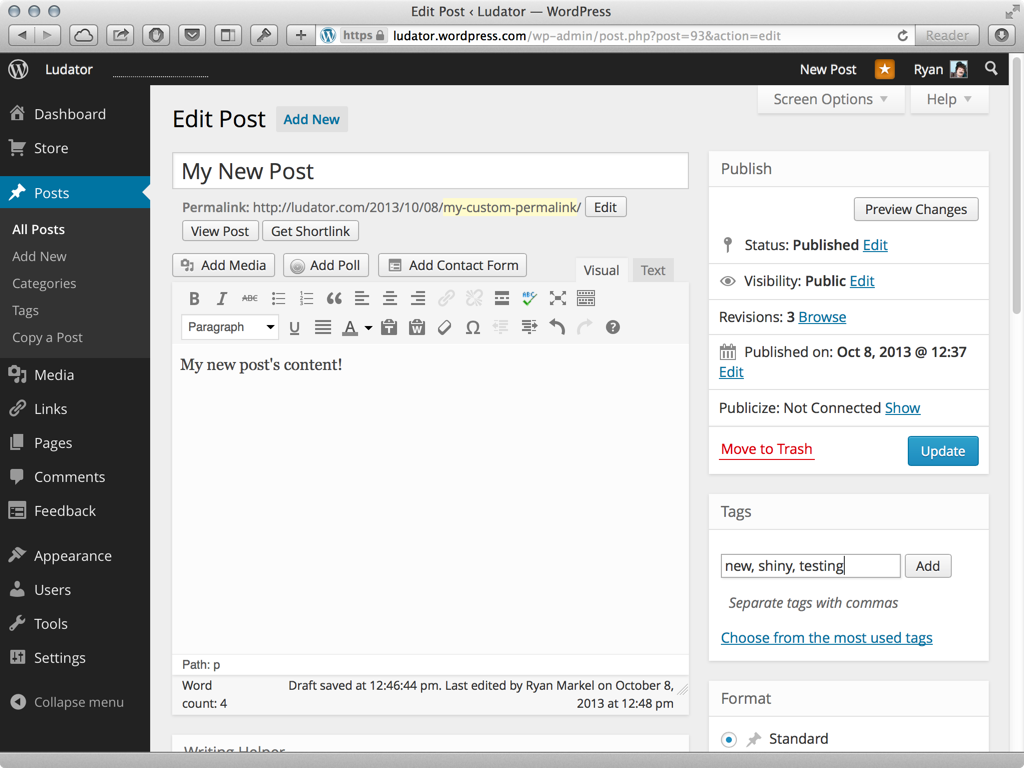 Edit Post ‹ Ludator — WordPress
https ludator.wordpress.com/wp-admin/post.php?post=93&action=edit Reader
Ludator New Post Ryan
Screen Options Help
Dashboard
Store
Posts
All Posts
Add New
Categories
Tags
Copy a Post
Media
Links
Pages
Comments
Feedback
Appearance
Users
Tools
Settings
Collapse menu
Edit Post Add New
My New Post
Permalink: http://ludator.com/2013/10/08/my-custom-permalink/ Edit
View Post Get Shortlink
Add Media Add Poll Add Contact Form Visual Text
B I ABC
Paragraph U A T W Ω ?
My new post's content!
Path: p
Word count: 4
Draft saved at 12:46:44 pm. Last edited by Ryan Markel on October 8,
2013 at 12:48 pm
Writing Helper
Publish
Preview Changes
Status: Published Edit
Visibility: Public Edit
Revisions: 3 Browse
Published on: Oct 8, 2013 @ 12:37
Edit
Publicize: Not Connected Show
Move to Trash Update
Tags
new, shiny, testing Add
Separate tags with commas
Choose from the most used tags
Format
Standard